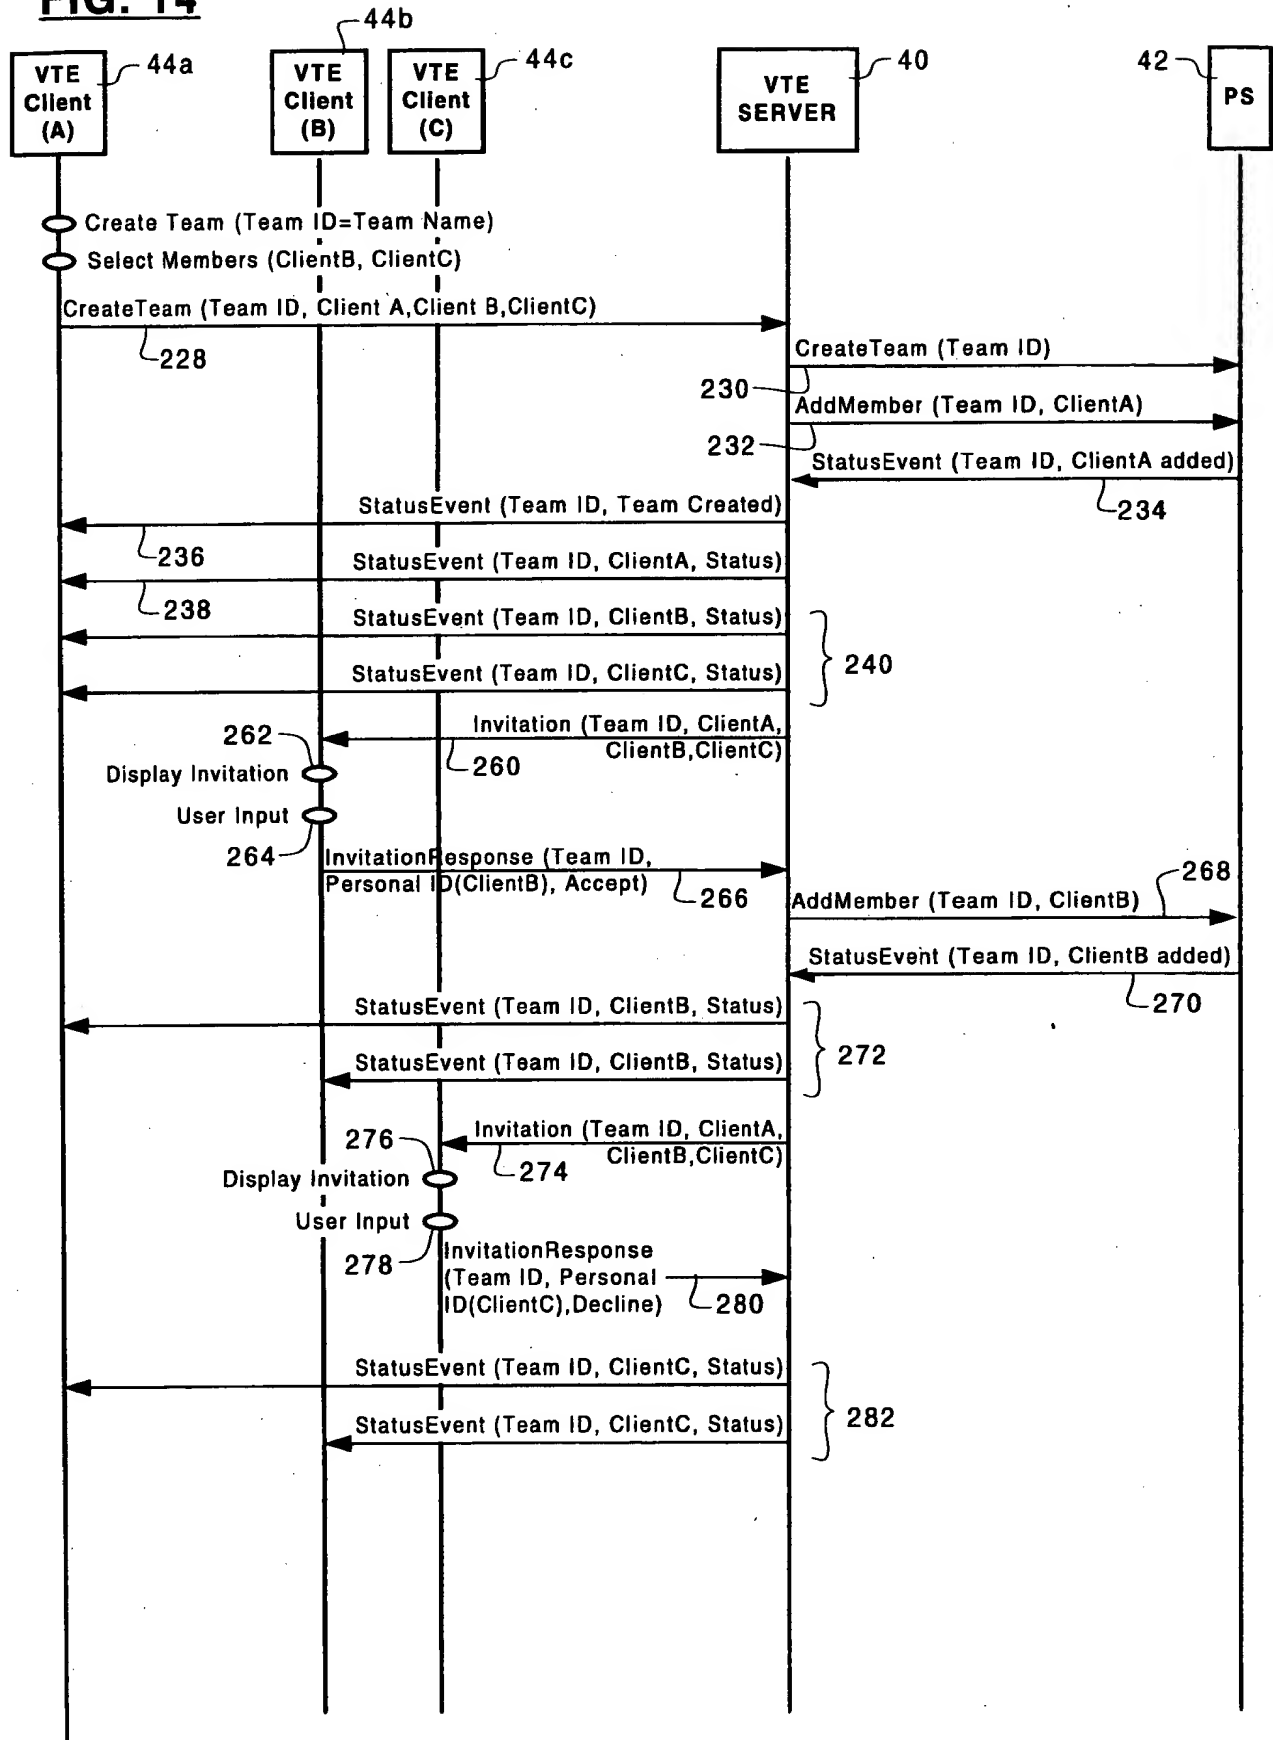 FIG. 14
44b
44a
44c
40
42
VTE
Client
(A)
VTE
Client
(B)
VTE
Client
(C)
VTE
SERVER
PS
Create Team (Team ID=Team Name)
Select Members (ClientB, ClientC)
CreateTeam (Team ID, Client A,Client B,ClientC)
228
CreateTeam (Team ID)
230
AddMember (Team ID, ClientA)
232
StatusEvent (Team ID, ClientA added)
234
StatusEvent (Team ID, Team Created)
236
StatusEvent (Team ID, ClientA, Status)
238
StatusEvent (Team ID, ClientB, Status)
240
StatusEvent (Team ID, ClientC, Status)
Invitation (Team ID, ClientA,
ClientB,ClientC)
260
262
Display Invitation
User Input
264
InvitationResponse (Team ID,
Personal ID(ClientB), Accept)
266
268
AddMember (Team ID, ClientB)
StatusEvent (Team ID, ClientB added)
270
StatusEvent (Team ID, ClientB, Status)
272
StatusEvent (Team ID, ClientB, Status)
Invitation (Team ID, ClientA,
ClientB,ClientC)
274
276
Display Invitation
User Input
278
InvitationResponse
(Team ID, Personal
ID(ClientC),Decline)
280
StatusEvent (Team ID, ClientC, Status)
282
StatusEvent (Team ID, ClientC, Status)